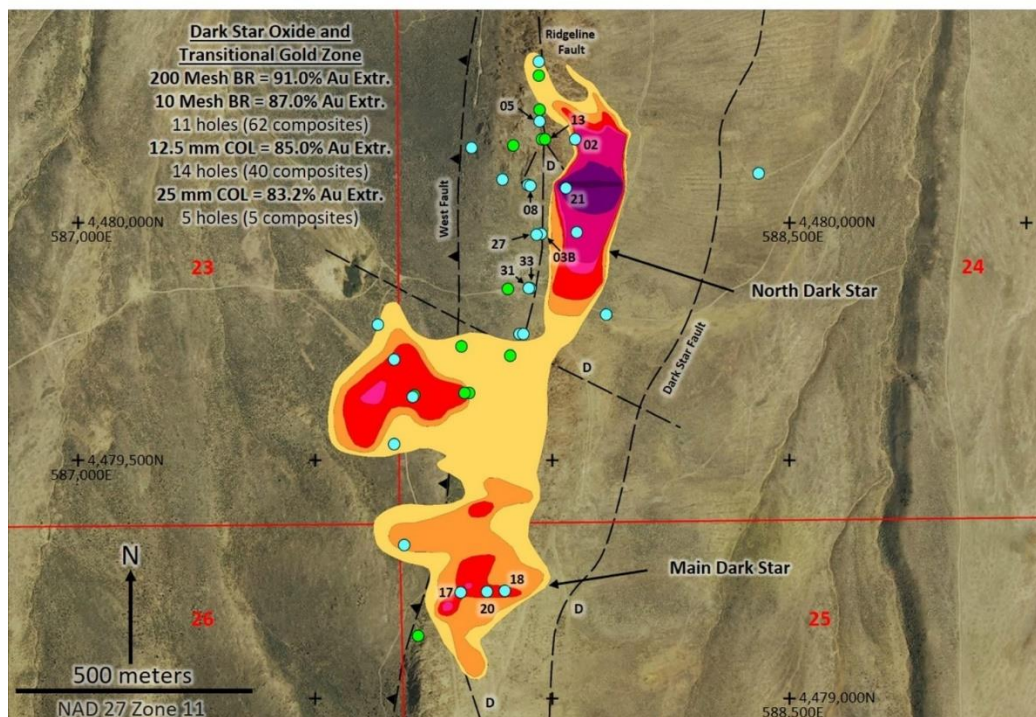 Dark Star Oxide and
Transitional Gold Zone
200 Mesh BR = 91.0% Au Extr.
10 Mesh BR = 87.0% Au Extr.
11 holes (62 composites)
12.5 mm COL = 85.0% Au Extr.
14 holes (40 composites)
25 mm COL = 83.2% Au Extr.
5 holes (5 composites)
Ridgeline
Fault
05
13
02
D
21
08
West Fault
4,480,000N
587,000E
4,480,000N
588,500E
27
03B
33
31
23
24
North Dark Star
Dark Star Fault
D
4,479,500N
587,000E
N
Main Dark Star
18
17
20
D
26
25
500 meters
D
4,479,000N
588,500E
NAD 27 Zone 11